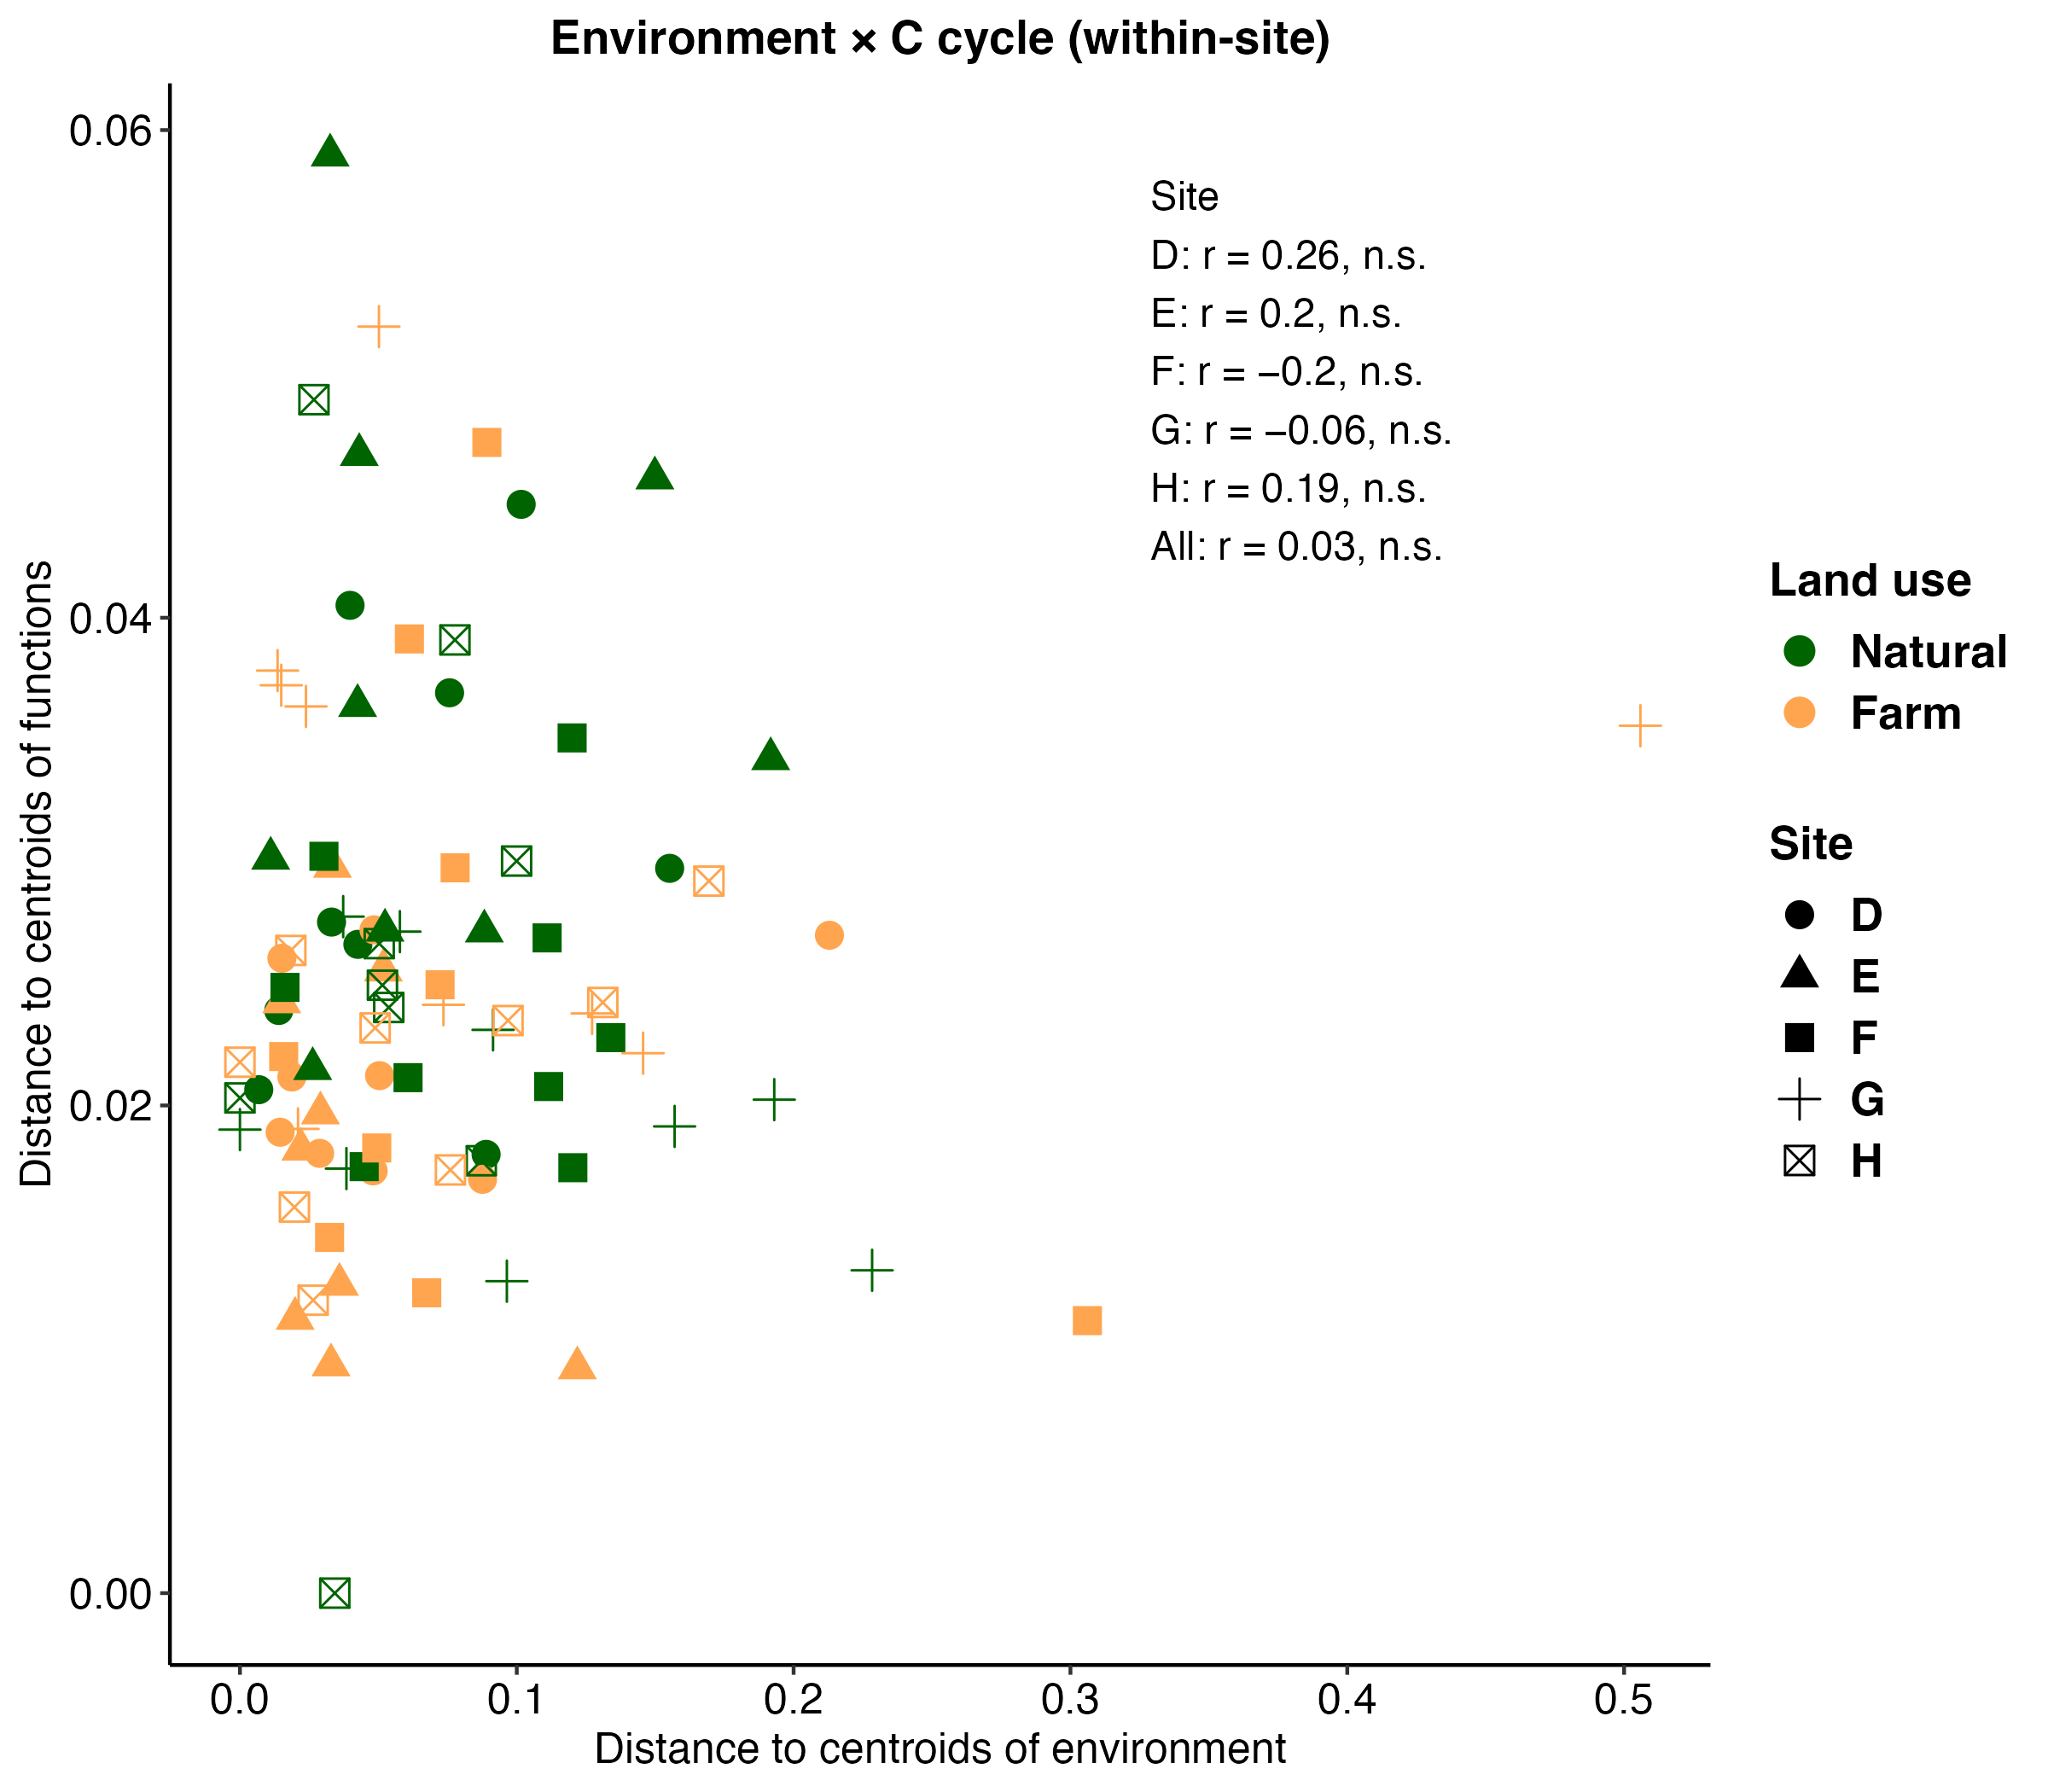 Environment × C cycle (within-site)
Distance to centroids of functions
0.06
0.04
0.02
0.00
Site
D: r = 0.26, n.s.
E: r = 0.2, n.s.
F: r = −0.2, n.s.
G: r = −0.06, n.s.
H: r = 0.19, n.s.
All: r = 0.03, n.s.
0.0
0.1
0.2
0.3
0.4
0.5
Distance to centroids of environment
Land use
Natural
Farm
Site
D
E
F
G
H